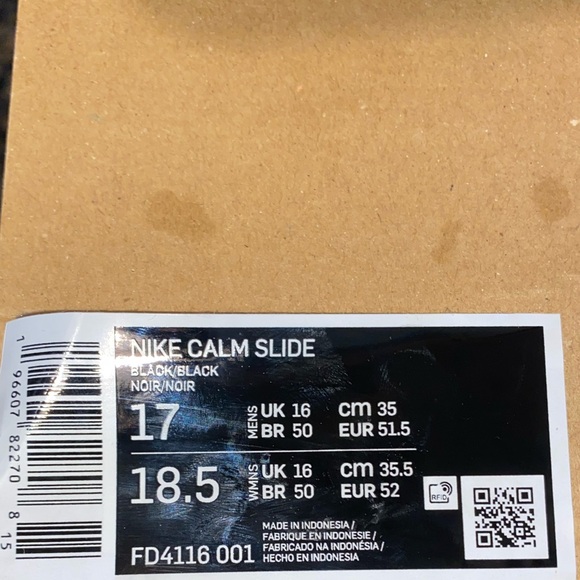 NIKE CALM SLIDE
BLACK/BLACK
NOIR/NOIR
17 MENS UK 16 cm 35
BR 50 EUR 51.5
18.5 WMNS UK 16 cm 35.5
BR 50 EUR 52
RFID
MADE IN INDONESIA /
FABRIQUE EN INDONESIE /
FABRICADO NA INDONÉSIA /
HECHO EN INDONESIA
FD4116 001
1 96607 82270 8 15